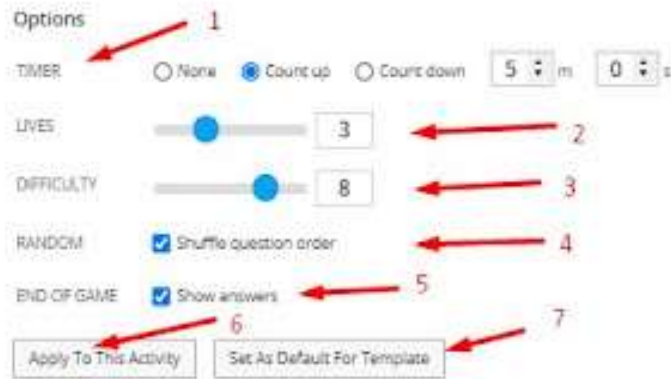 Options
1
TIMER None Count up Count down 5 m 0 s
LIVES 3 2
DIFFICULTY 8 3
RANDOM Shuffle question order 4
END OF GAME Show answers 5
6 7
Apply To This Activity Set As Default For Template